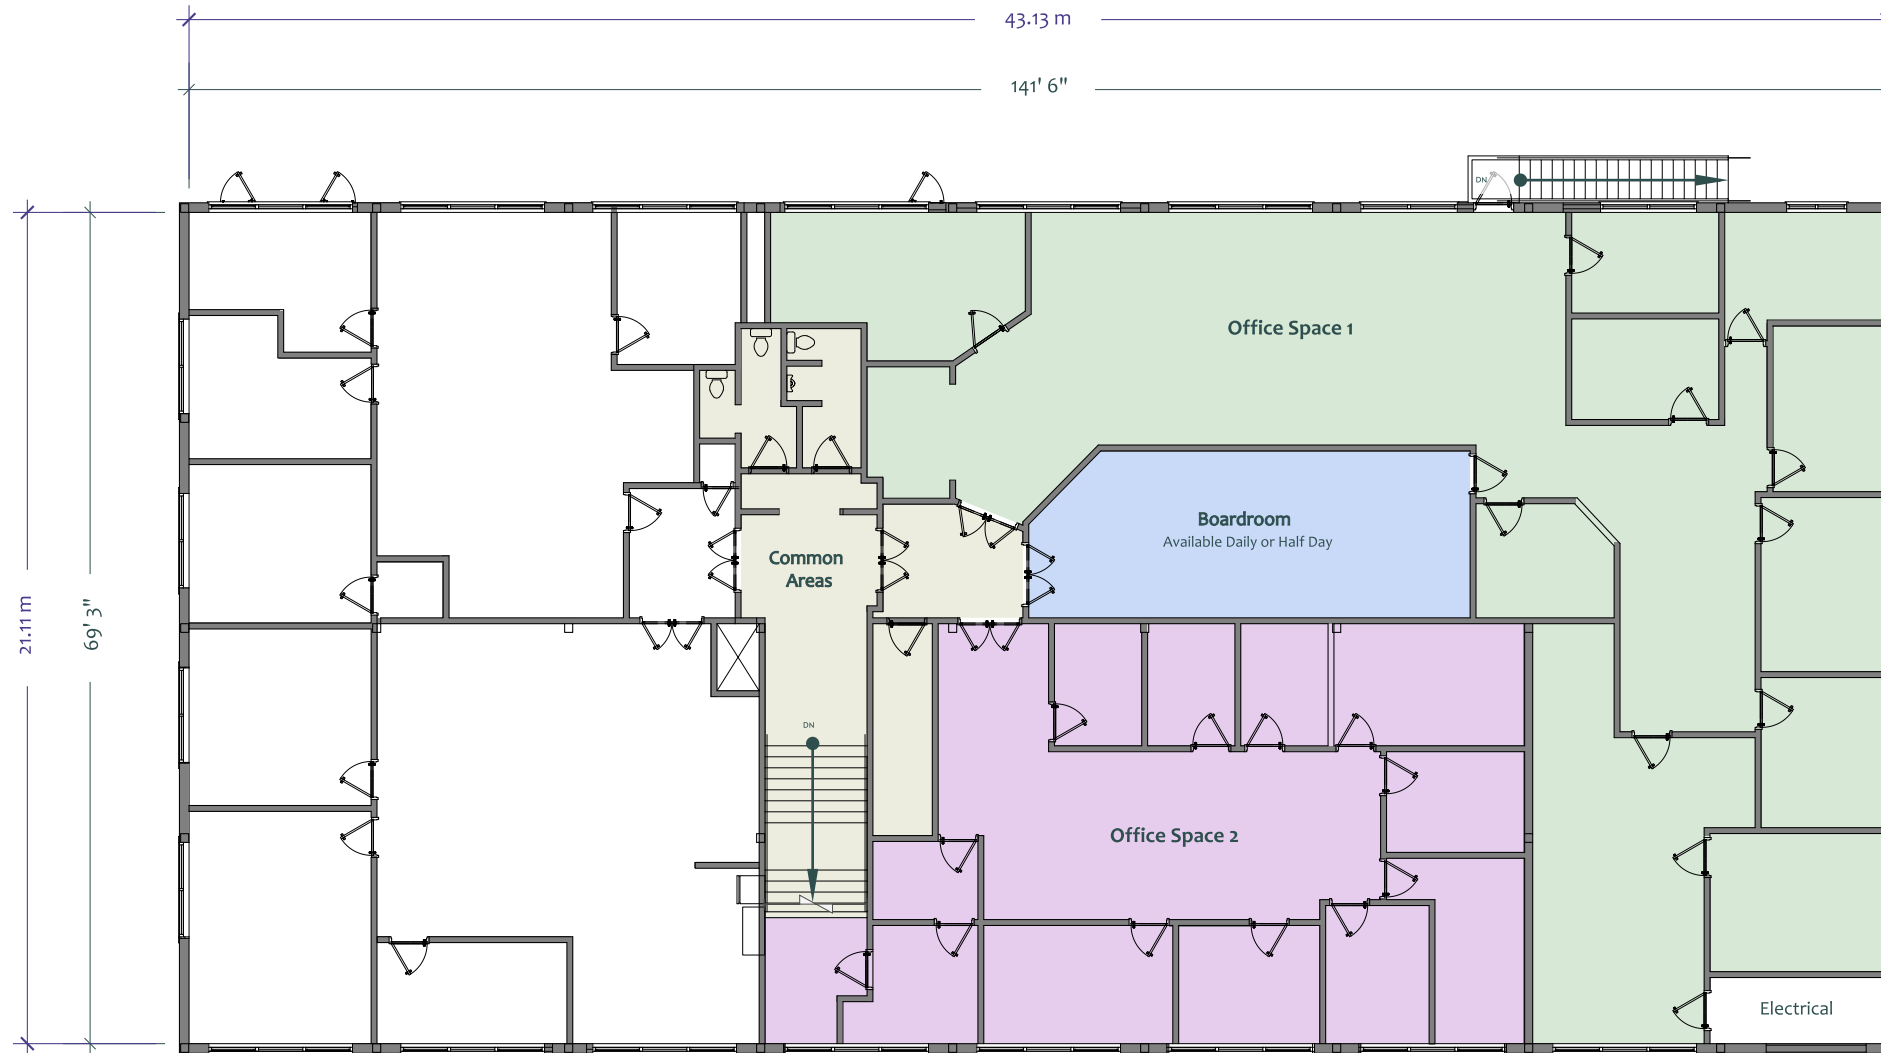 43.13 m
141' 6"
DN
Office Space 1
Boardroom
Available Daily or Half Day
Common
Areas
21.11 m
69' 3"
DN
Office Space 2
Electrical